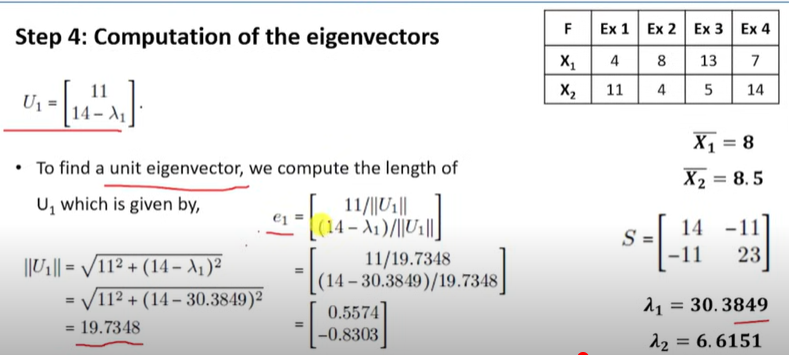 Step 4: Computation of the eigenvectors
F Ex 1 Ex 2 Ex 3 Ex 4
X₁ 4 8 13 7
X₂ 11 4 5 14
U₁ = [11; 14 − λ₁].
• To find a unit eigenvector, we compute the length of
U₁ which is given by,
||U₁|| = √(11² + (14 − λ₁)²)
= √(11² + (14 − 30.3849)²)
= 19.7348
e₁ = [11/||U₁||; (14 − λ₁)/||U₁||]
= [11/19.7348; (14 − 30.3849)/19.7348]
= [0.5574; −0.8303]
X̅₁ = 8
X̅₂ = 8.5
S = [14 −11; −11 23]
λ₁ = 30.3849
λ₂ = 6.6151